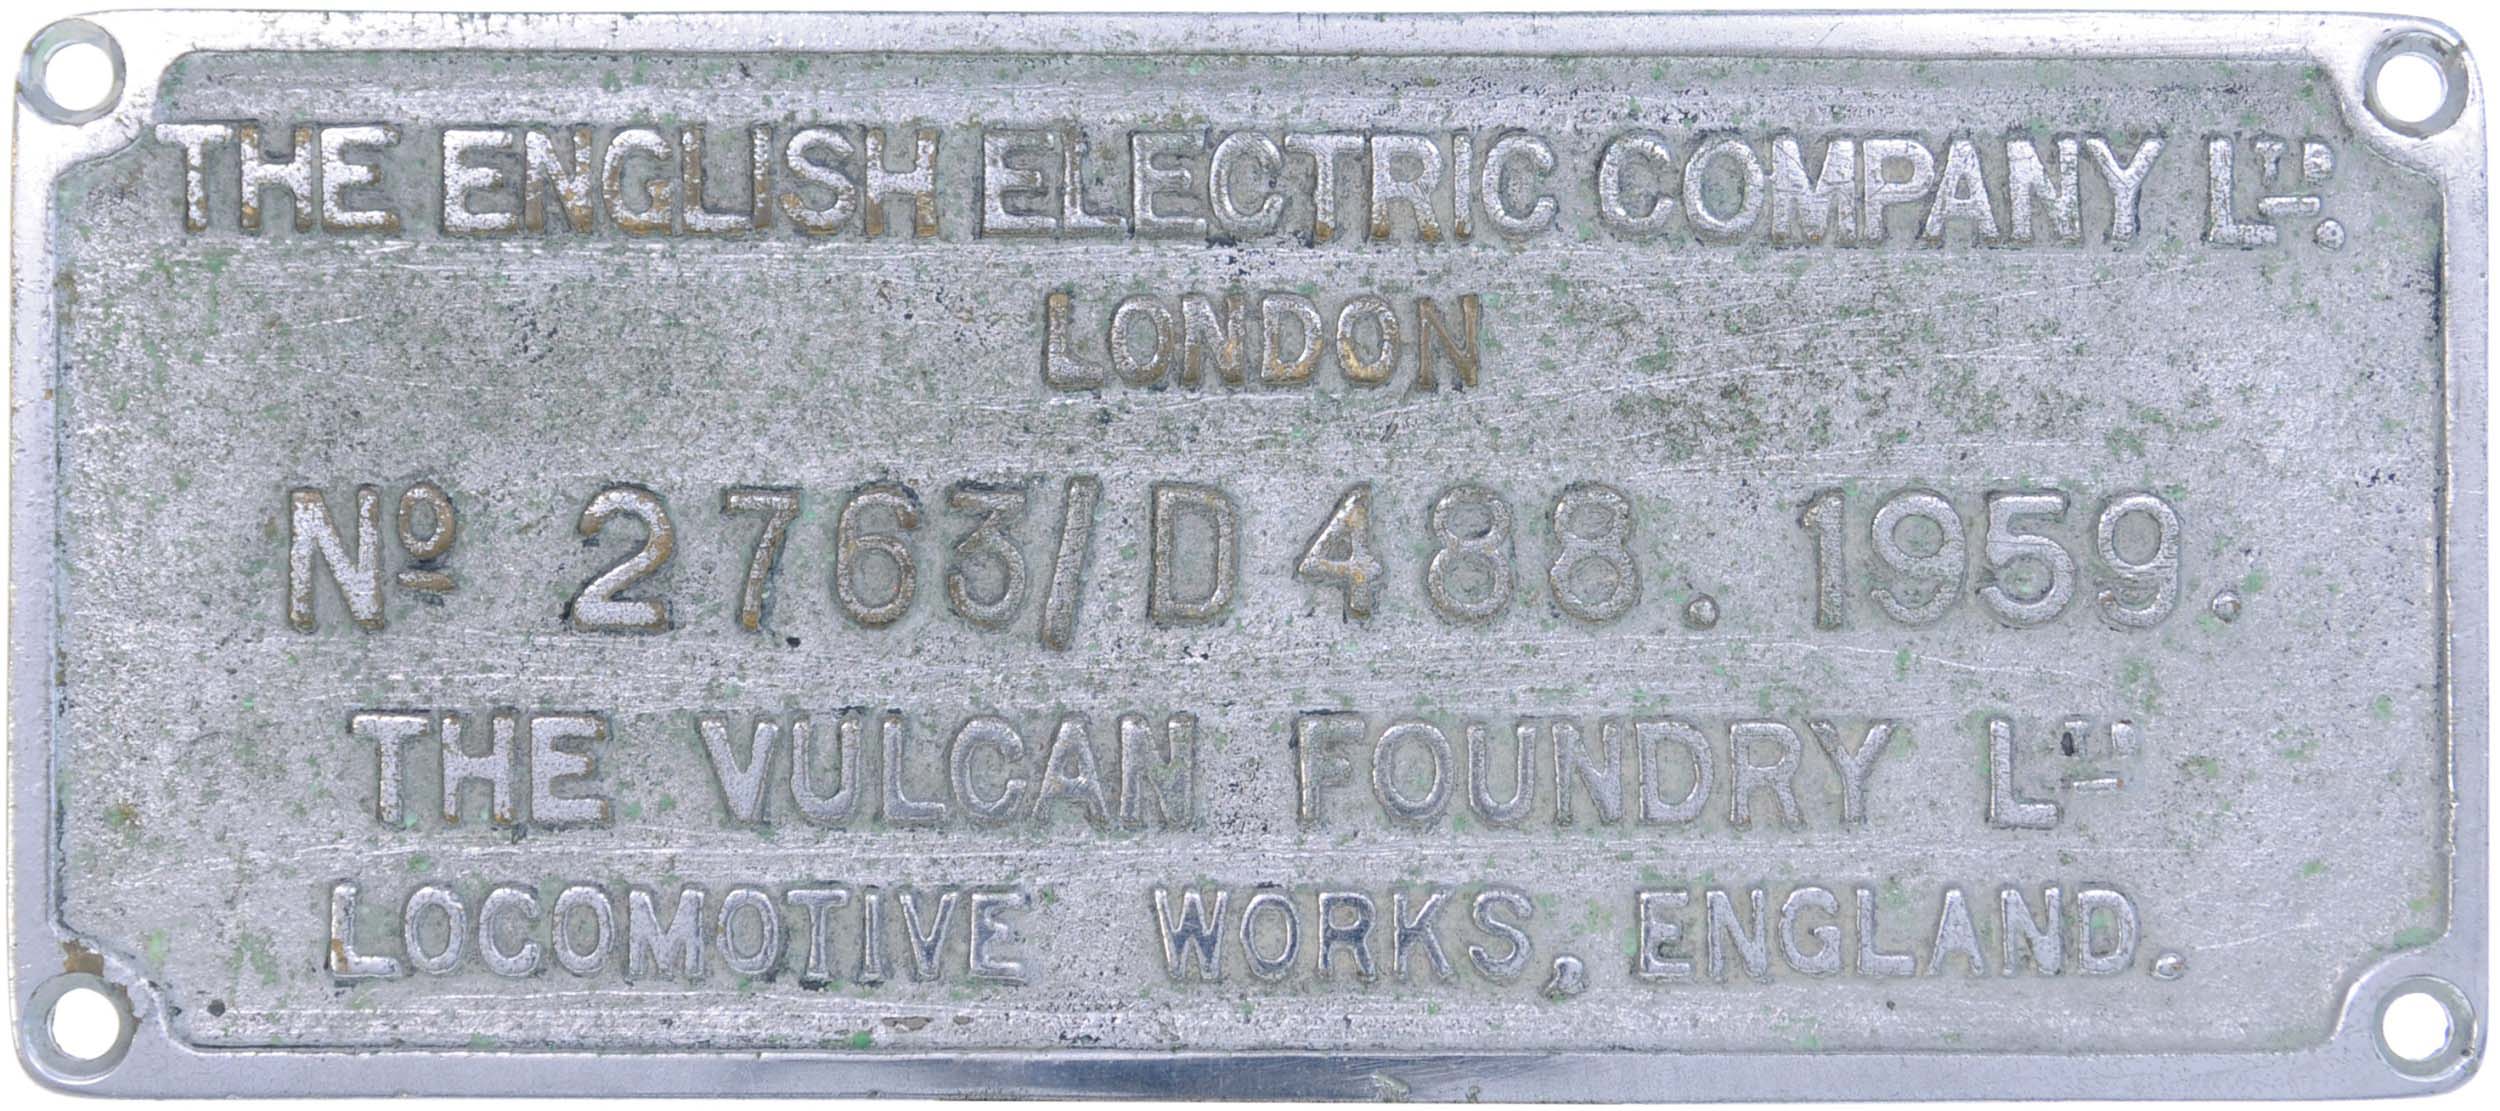 THE ENGLISH ELECTRIC COMPANY LTD.
LONDON
No 2763/D488. 1959.
THE VULCAN FOUNDRY LTD
LOCOMOTIVE WORKS, ENGLAND.